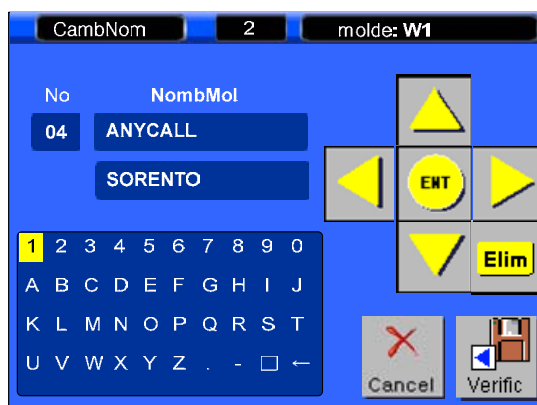 CambNom 2 molde: W1
No NombMol
04 ANYCALL
SORENTO
ENT
Elim
1 2 3 4 5 6 7 8 9 0
A B C D E F G H I J
K L M N O P Q R S T
U V W X Y Z . - □ ←
Cancel Verific